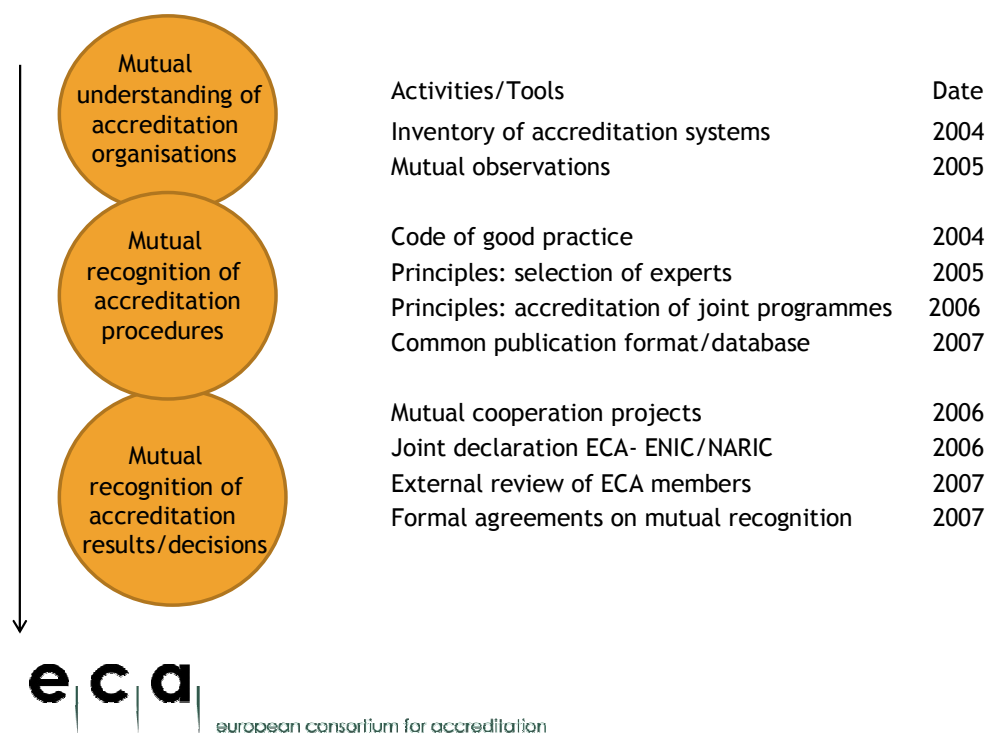 Mutual
understanding of
accreditation
organisations
Activities/Tools Date
Inventory of accreditation systems 2004
Mutual observations 2005
Mutual
recognition of
accreditation
procedures
Code of good practice 2004
Principles: selection of experts 2005
Principles: accreditation of joint programmes 2006
Common publication format/database 2007
Mutual
recognition of
accreditation
results/decisions
Mutual cooperation projects 2006
Joint declaration ECA- ENIC/NARIC 2006
External review of ECA members 2007
Formal agreements on mutual recognition 2007
e|c|a|
european consortium for accreditation